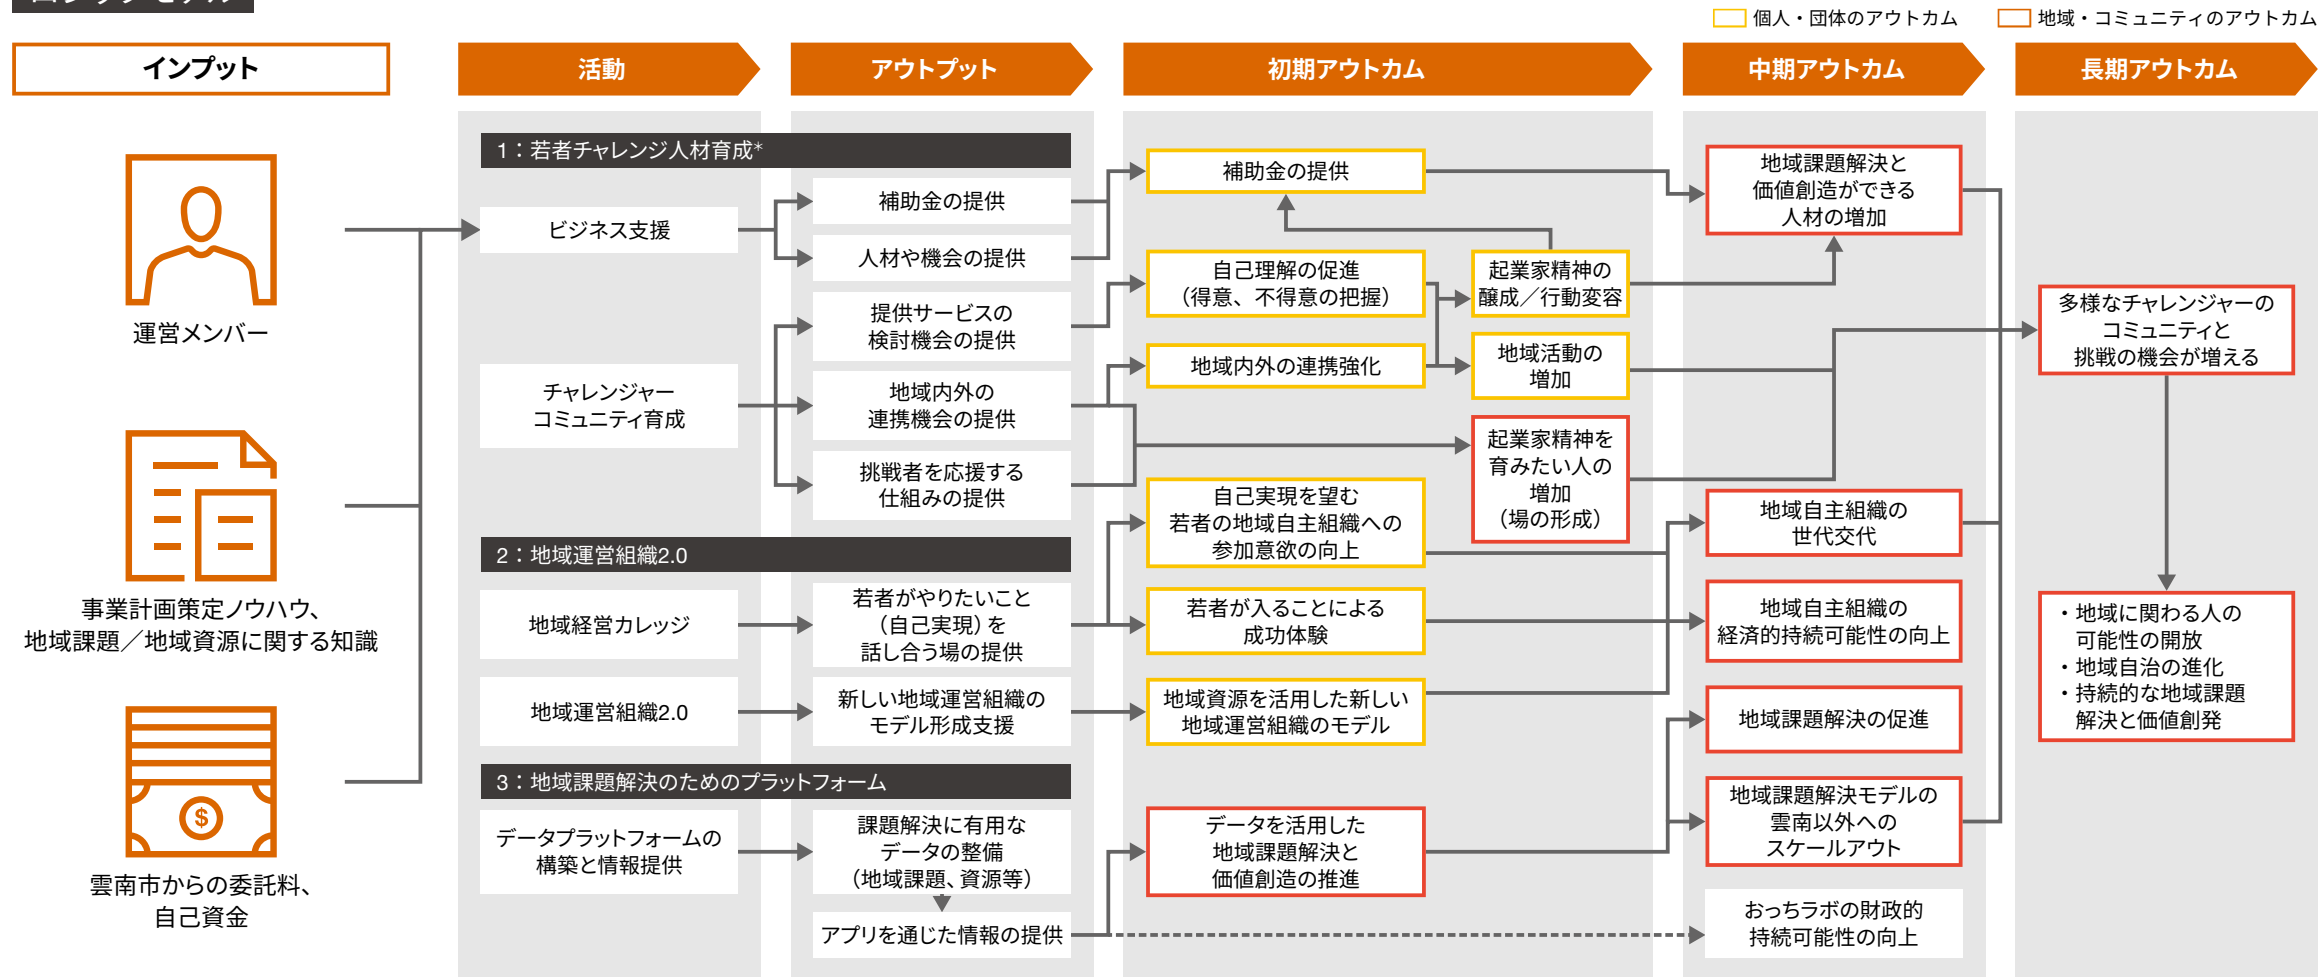 個人・団体のアウトカム
地域・コミュニティのアウトカム
インプット
活動
アウトプット
初期アウトカム
中期アウトカム
長期アウトカム
運営メンバー
事業計画策定ノウハウ、
地域課題／地域資源に関する知識
$
雲南市からの委託料、
自己資金
1：若者チャレンジ人材育成*
ビジネス支援
補助金の提供
人材や機会の提供
チャレンジャー
コミュニティ育成
提供サービスの
検討機会の提供
地域内外の
連携機会の提供
挑戦者を応援する
仕組みの提供
2：地域運営組織2.0
地域経営カレッジ
若者がやりたいこと
（自己実現）を
話し合う場の提供
地域運営組織2.0
新しい地域運営組織の
モデル形成支援
3：地域課題解決のためのプラットフォーム
データプラットフォームの
構築と情報提供
課題解決に有用な
データの整備
（地域課題、資源等）
アプリを通じた情報の提供
補助金の提供
自己理解の促進
（得意、不得意の把握）
起業家精神の
醸成／行動変容
地域内外の連携強化
地域活動の
増加
起業家精神を
育みたい人の
増加
（場の形成）
自己実現を望む
若者の地域自主組織への
参加意欲の向上
若者が入ることによる
成功体験
地域資源を活用した新しい
地域運営組織のモデル
データを活用した
地域課題解決と
価値創造の推進
地域課題解決と
価値創造ができる
人材の増加
地域自主組織の
世代交代
地域自主組織の
経済的持続可能性の向上
地域課題解決の促進
地域課題解決モデルの
雲南以外への
スケールアウト
おっちラボの財政的
持続可能性の向上
多様なチャレンジャーの
コミュニティと
挑戦の機会が増える
・地域に関わる人の
可能性の開放
・地域自治の進化
・持続的な地域課題
解決と価値創発